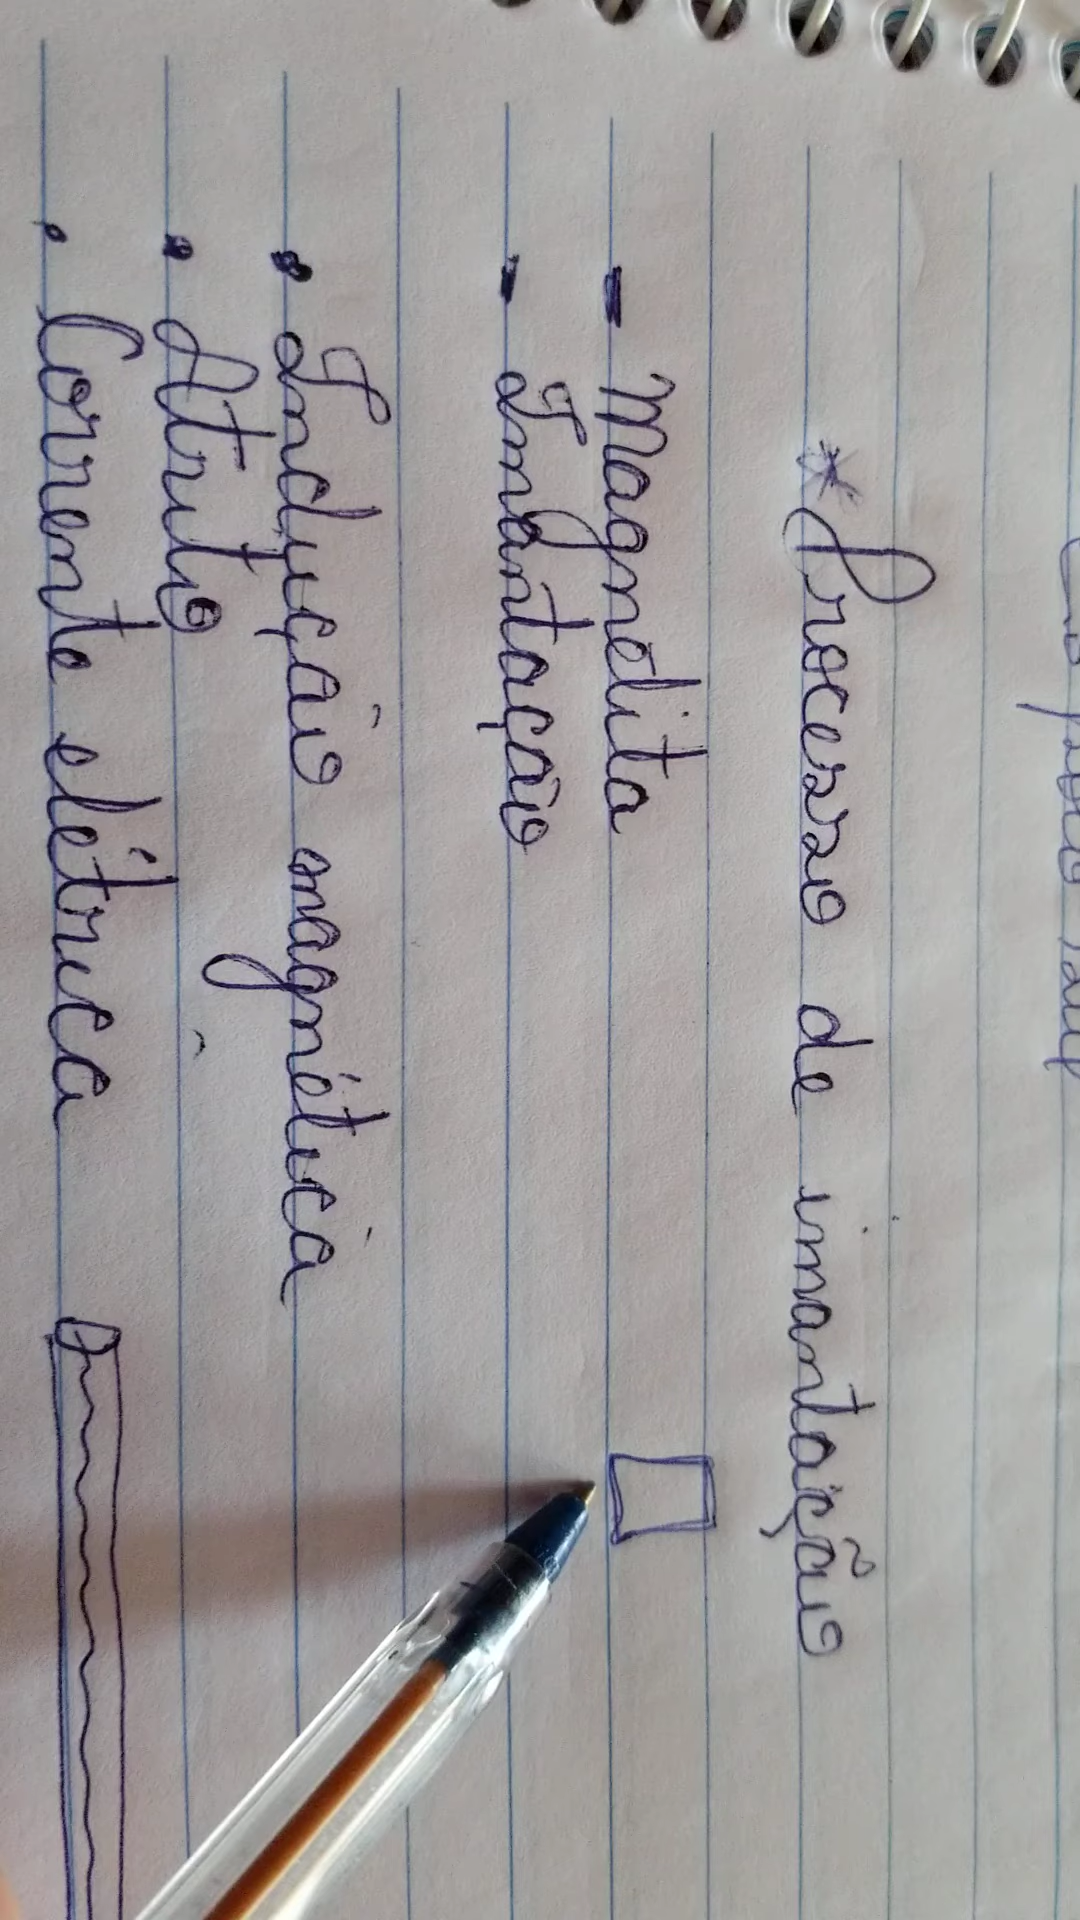 * Processo de imantação
- Magnetita
- Imantação
• Indução magnética
• Atrito
• Corrente elétrica